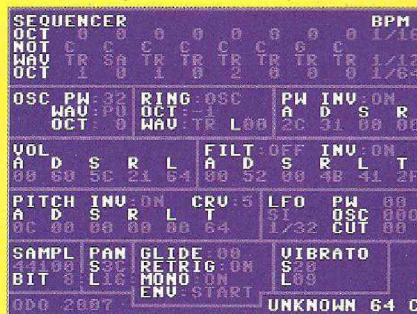 SEQUENCER BPM
OCT 0 0 0 0 0 0 0 0 1/16
NOT C C C C C C G C
WAV TR SA TR TR TR TR TR TR 1/12
OCT 1 0 1 0 2 0 0 0 1/64
OSC PW:32 RING:OSC PW INV:ON
WAV:PU OCT:-1 A D S R
OCT: 0 WAV:TR L00 2C 31 00 00
VOL FILT:OFF INV:ON
A D S R L A D S R L T
00 60 5C 21 64 00 52 00 4B 41 2F
PITCH INV:ON CRV:5 LFO PW 00
A D S R L T SI OSC 000
0C 00 00 00 00 64 1/32 CUT 00
SAMPL PAN GLIDE:00 VIBRATO
44100 S3C RETRIG:ON S20
BIT 8 L16 MONO:ON L09
ENV:START
ODO 2007 UNKNOWN 64